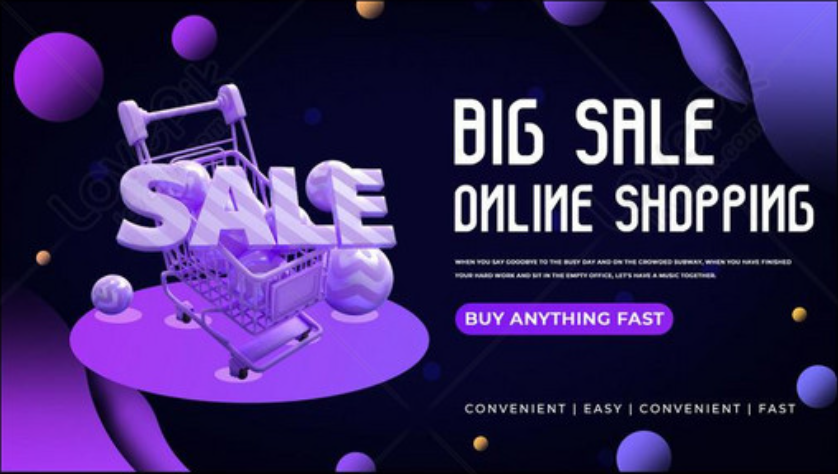 SALE
BIG SALE
ONLINE SHOPPING
WHEN YOU SAY GOODBYE TO THE BUSY DAY AND ON THE CROWDED SUBWAY, WHEN YOU HAVE FINISHED
YOUR HARD WORK AND SIT IN THE EMPTY OFFICE, LET'S HAVE A MUSIC TOGETHER.
BUY ANYTHING FAST
CONVENIENT | EASY | CONVENIENT | FAST